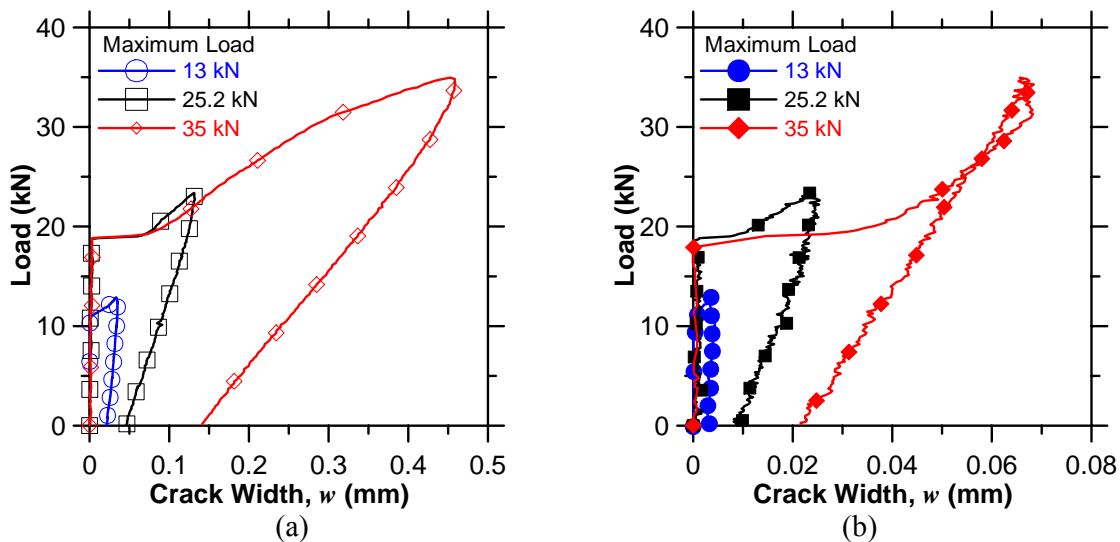 40
Maximum Load
13 kN
25.2 kN
35 kN
30
20
10
0
Load (kN)
0 0.1 0.2 0.3 0.4 0.5
Crack Width, w (mm)
(a)
40
Maximum Load
13 kN
25.2 kN
35 kN
30
20
10
0
Load (kN)
0 0.02 0.04 0.06 0.08
Crack Width, w (mm)
(b)